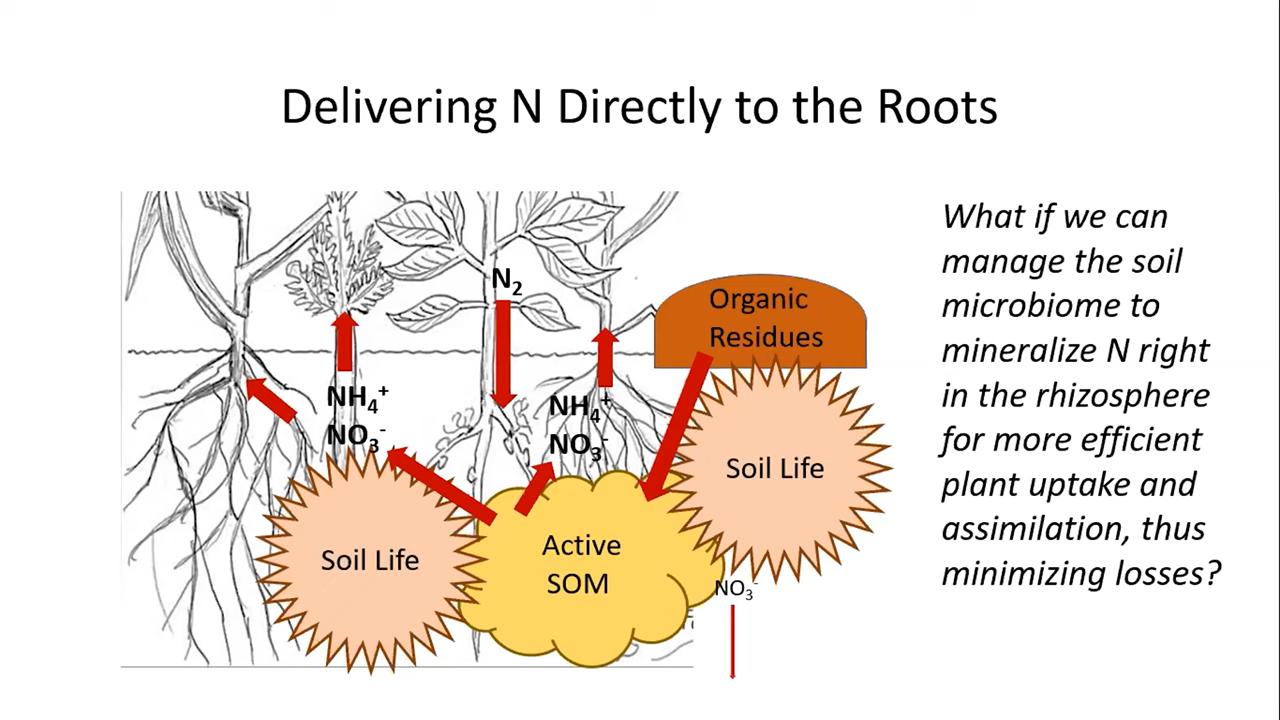 Delivering N Directly to the Roots
N₂
Organic
Residues
NH₄⁺
NO₃⁻
NH₄⁺
NO₃⁻
Soil Life
Soil Life
Active
SOM
NO₃⁻
What if we can
manage the soil
microbiome to
mineralize N right
in the rhizosphere
for more efficient
plant uptake and
assimilation, thus
minimizing losses?